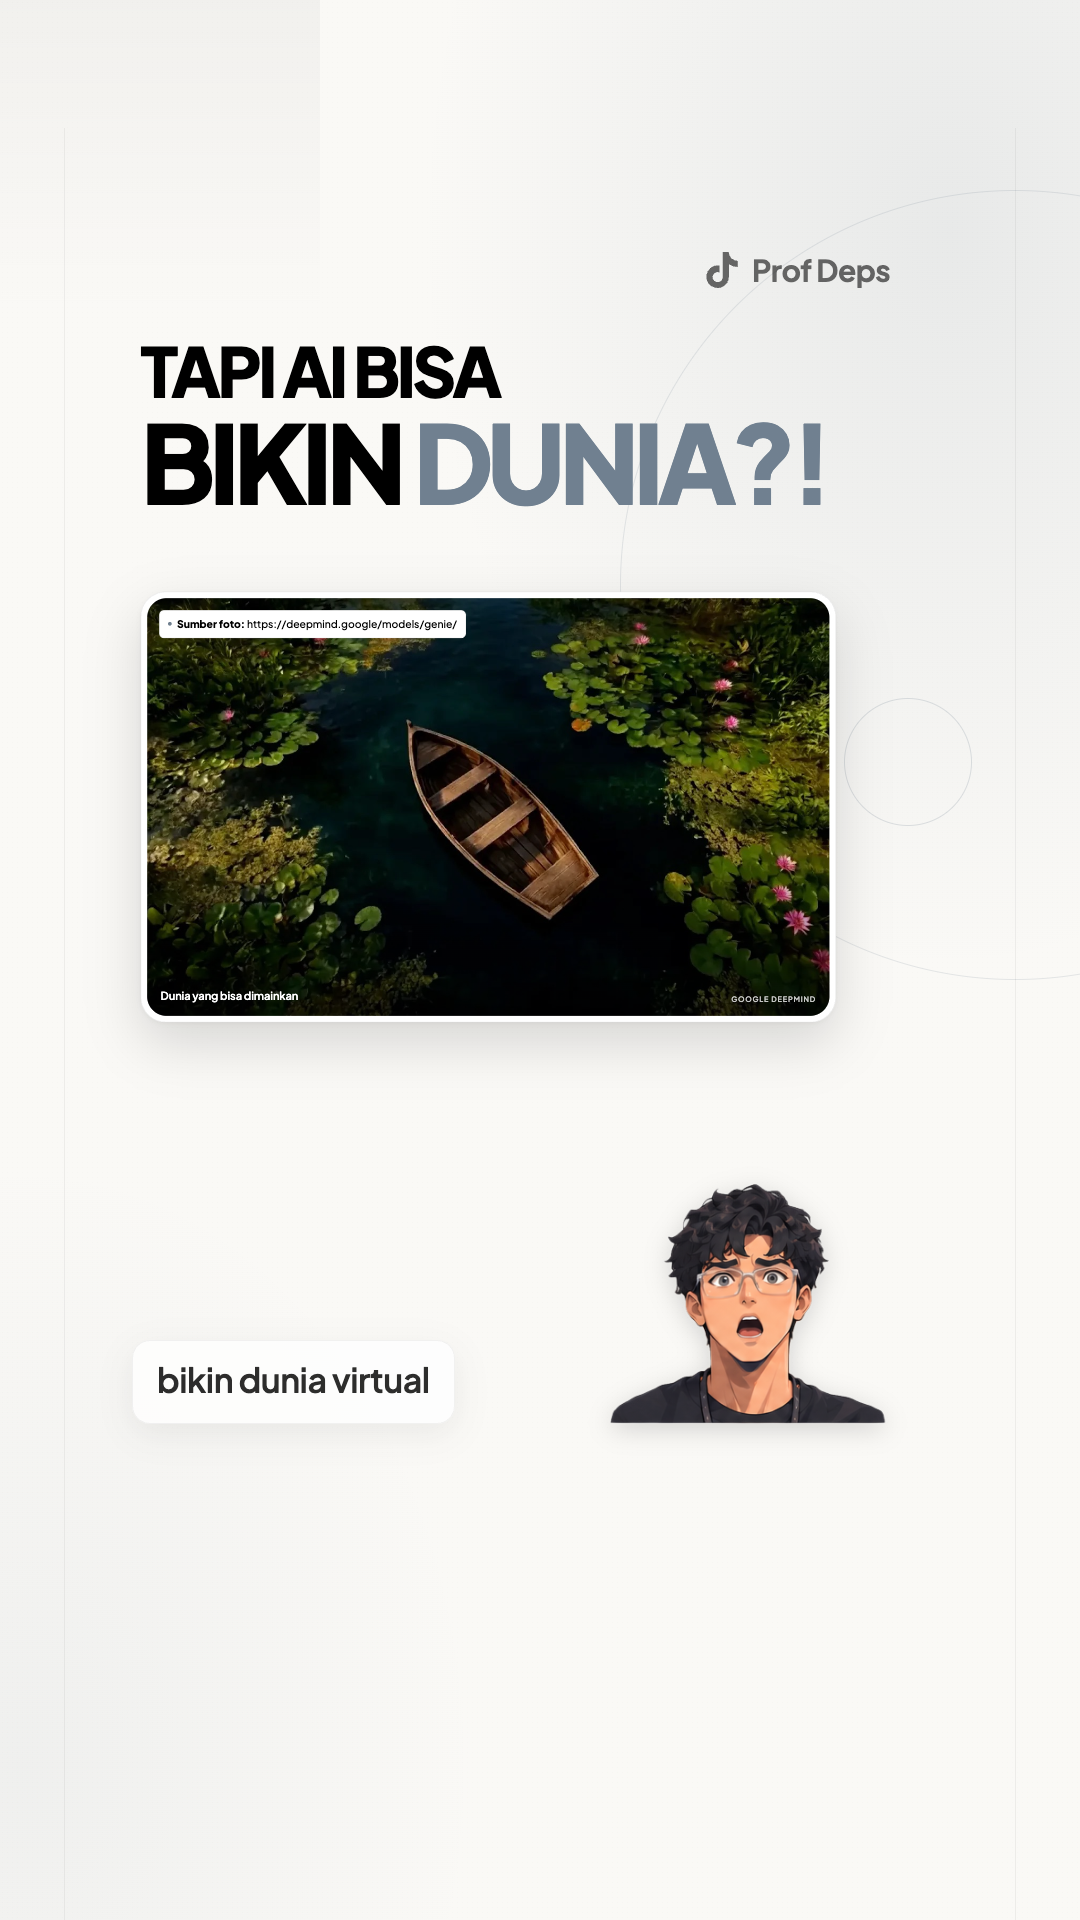 Prof Deps
TAPI AI BISA
BIKIN DUNIA?!
Sumber foto: https://deepmind.google/models/genie/
Dunia yang bisa dimainkan
GOOGLE DEEPMIND
bikin dunia virtual